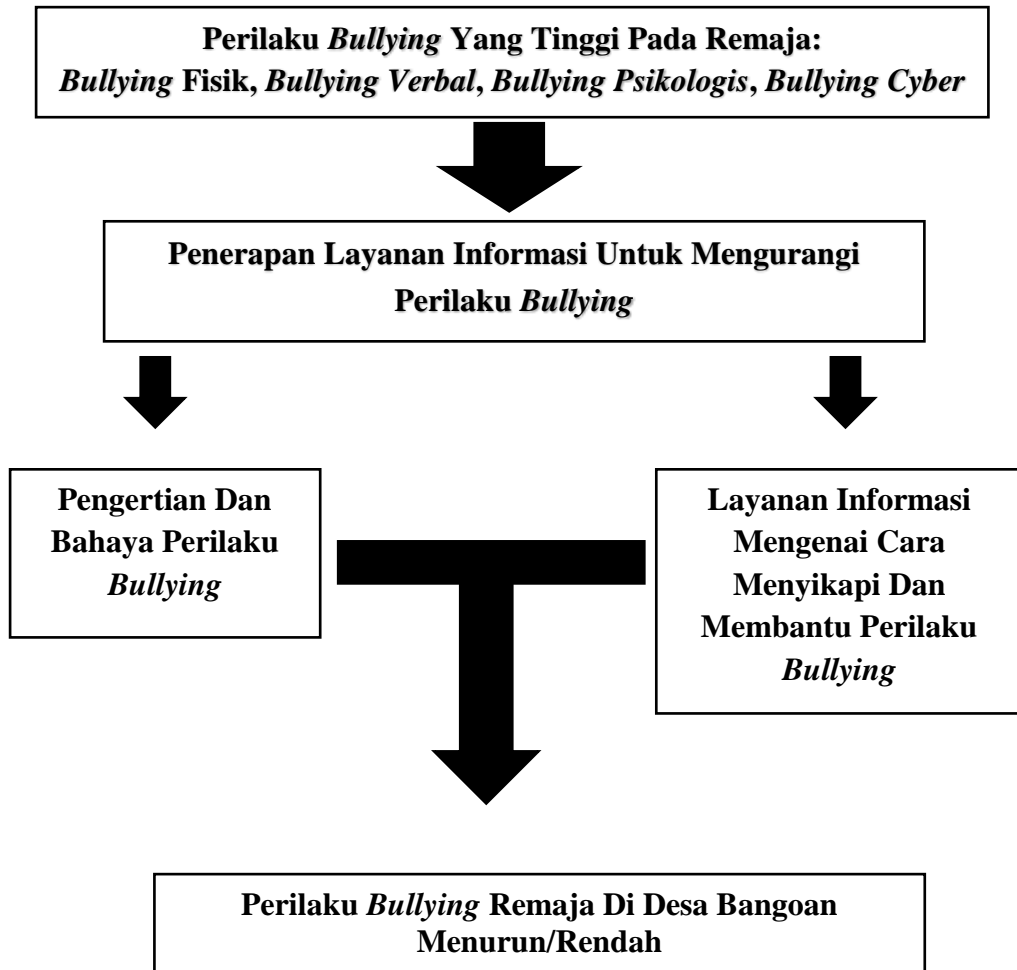 Perilaku Bullying Yang Tinggi Pada Remaja:
Bullying Fisik, Bullying Verbal, Bullying Psikologis, Bullying Cyber
Penerapan Layanan Informasi Untuk Mengurangi
Perilaku Bullying
Pengertian Dan
Bahaya Perilaku
Bullying
Layanan Informasi
Mengenai Cara
Menyikapi Dan
Membantu Perilaku
Bullying
Perilaku Bullying Remaja Di Desa Bangoan
Menurun/Rendah